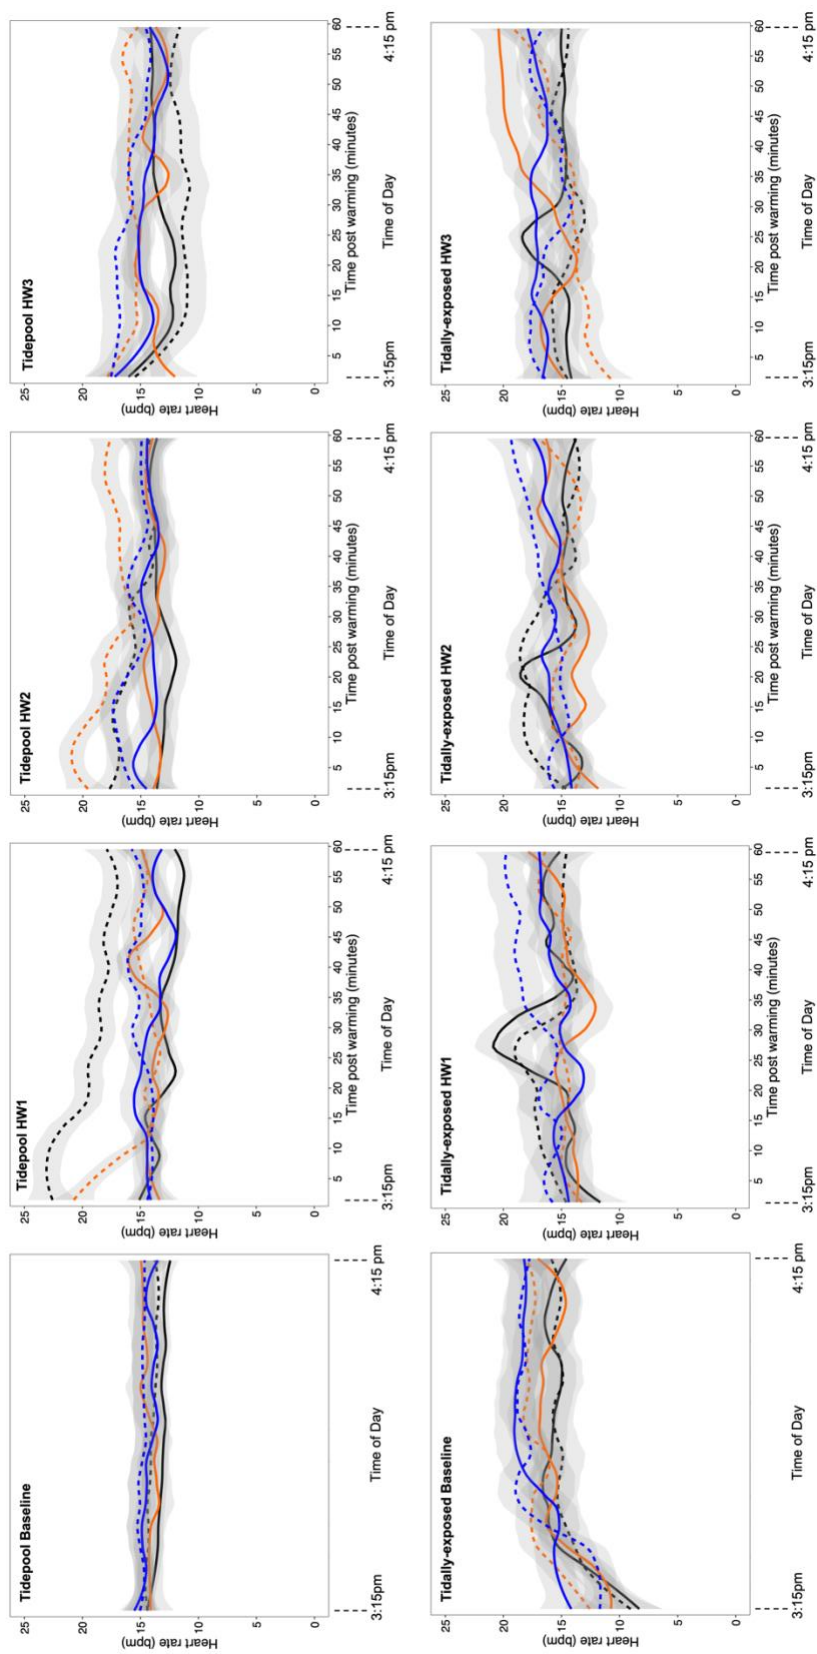 Tidepool Baseline
Heart rate (bpm)
25
20
15
10
5
0
3:15pm
Time of Day
4:15 pm
Tidepool HW1
Heart rate (bpm)
25
20
15
10
5
0
5 10 15 20 25 30 35 40 45 50 55 60
Time post warming (minutes)
3:15pm
Time of Day
4:15 pm
Tidepool HW2
Heart rate (bpm)
25
20
15
10
5
0
5 10 15 20 25 30 35 40 45 50 55 60
Time post warming (minutes)
3:15pm
Time of Day
4:15 pm
Tidepool HW3
Heart rate (bpm)
25
20
15
10
5
0
5 10 15 20 25 30 35 40 45 50 55 60
Time post warming (minutes)
3:15pm
Time of Day
4:15 pm
Tidally-exposed Baseline
Heart rate (bpm)
25
20
15
10
5
0
3:15pm
Time of Day
4:15 pm
Tidally-exposed HW1
Heart rate (bpm)
25
20
15
10
5
0
5 10 15 20 25 30 35 40 45 50 55 60
Time post warming (minutes)
3:15pm
Time of Day
4:15 pm
Tidally-exposed HW2
Heart rate (bpm)
25
20
15
10
5
0
5 10 15 20 25 30 35 40 45 50 55 60
Time post warming (minutes)
3:15pm
Time of Day
4:15 pm
Tidally-exposed HW3
Heart rate (bpm)
25
20
15
10
5
0
5 10 15 20 25 30 35 40 45 50 55 60
Time post warming (minutes)
3:15pm
Time of Day
4:15 pm